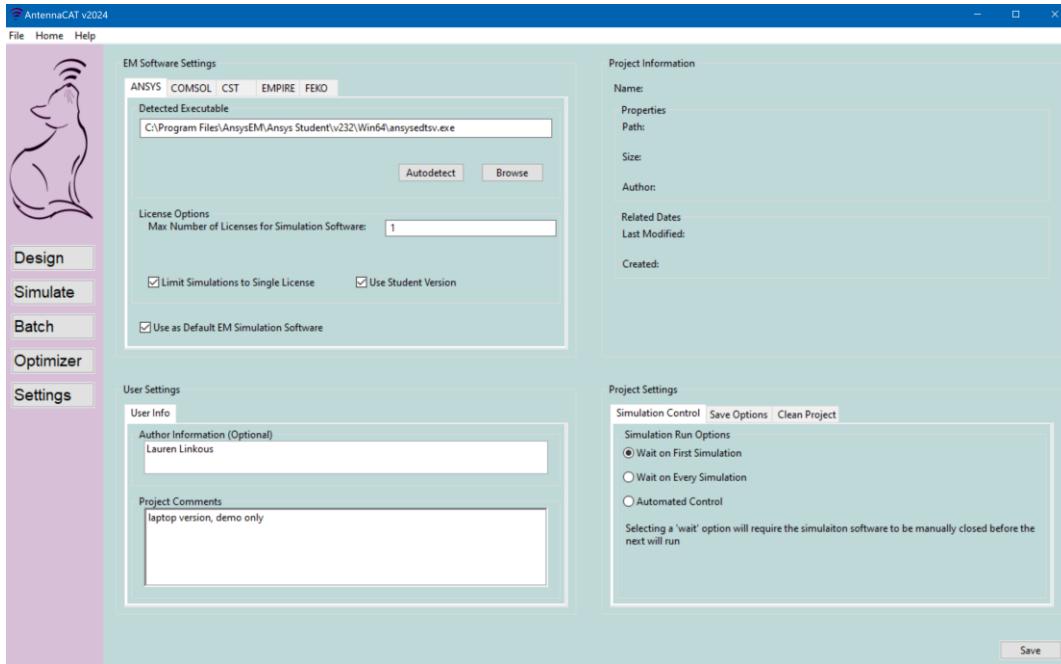 AntennaCAT v2024
File Home Help
Design
Simulate
Batch
Optimizer
Settings
EM Software Settings
ANSYS COMSOL CST EMPIRE FEKO
Detected Executable
C:\Program Files\AnsysEM\Ansys Student\v232\Win64\ansysedtsv.exe
Autodetect Browse
License Options
Max Number of Licenses for Simulation Software: 1
Limit Simulations to Single License Use Student Version
Use as Default EM Simulation Software
Project Information
Name:
Properties
Path:
Size:
Author:
Related Dates
Last Modified:
Created:
User Settings
User Info
Author Information (Optional)
Lauren Linkous
Project Comments
laptop version, demo only
Project Settings
Simulation Control Save Options Clean Project
Simulation Run Options
Wait on First Simulation
Wait on Every Simulation
Automated Control
Selecting a 'wait' option will require the simulaiton software to be manually closed before the
next will run
Save